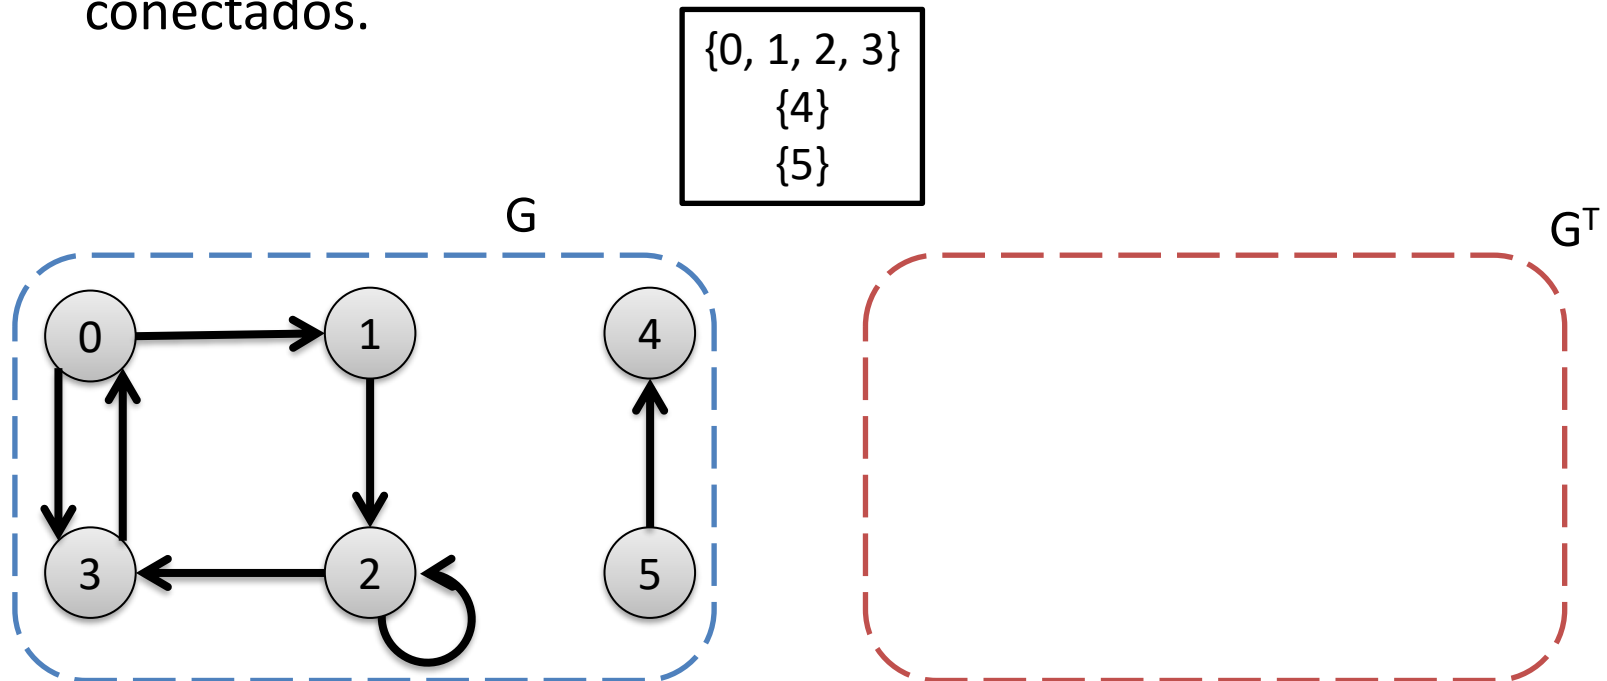 conectados.
{0, 1, 2, 3}
{4}
{5}
G
G^T
0
1
4
3
2
5